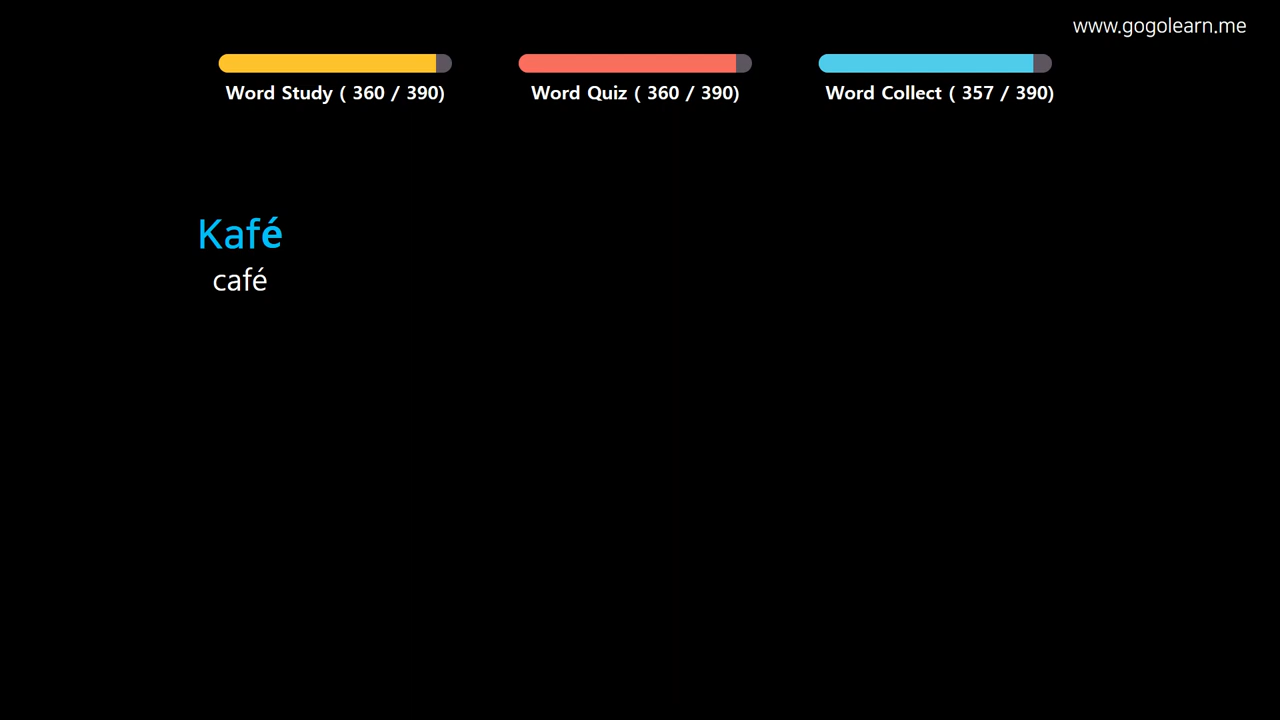 www.gogolearn.me
Word Study ( 360 / 390)
Word Quiz ( 360 / 390)
Word Collect ( 357 / 390)
Kafé
café